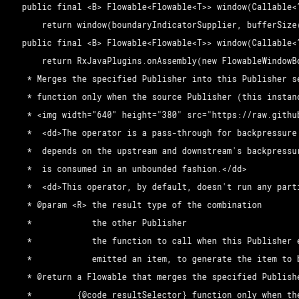 public final <B> Flowable<Flowable<T>> window(Callable<
return window(boundaryIndicatorSupplier, bufferSize
public final <B> Flowable<Flowable<T>> window(Callable<
return RxJavaPlugins.onAssembly(new FlowableWindowBo
* Merges the specified Publisher into this Publisher se
* function only when the source Publisher (this instanc
* <img width="640" height="380" src="https://raw.github
* <dd>The operator is a pass-through for backpressure
* depends on the upstream and downstream's backpressur
* is consumed in an unbounded fashion.</dd>
* <dd>This operator, by default, doesn't run any parti
* @param <R> the result type of the combination
* the other Publisher
* the function to call when this Publisher e
* emitted an item, to generate the item to b
* @return a Flowable that merges the specified Publishe
* {@code resultSelector} function only when the